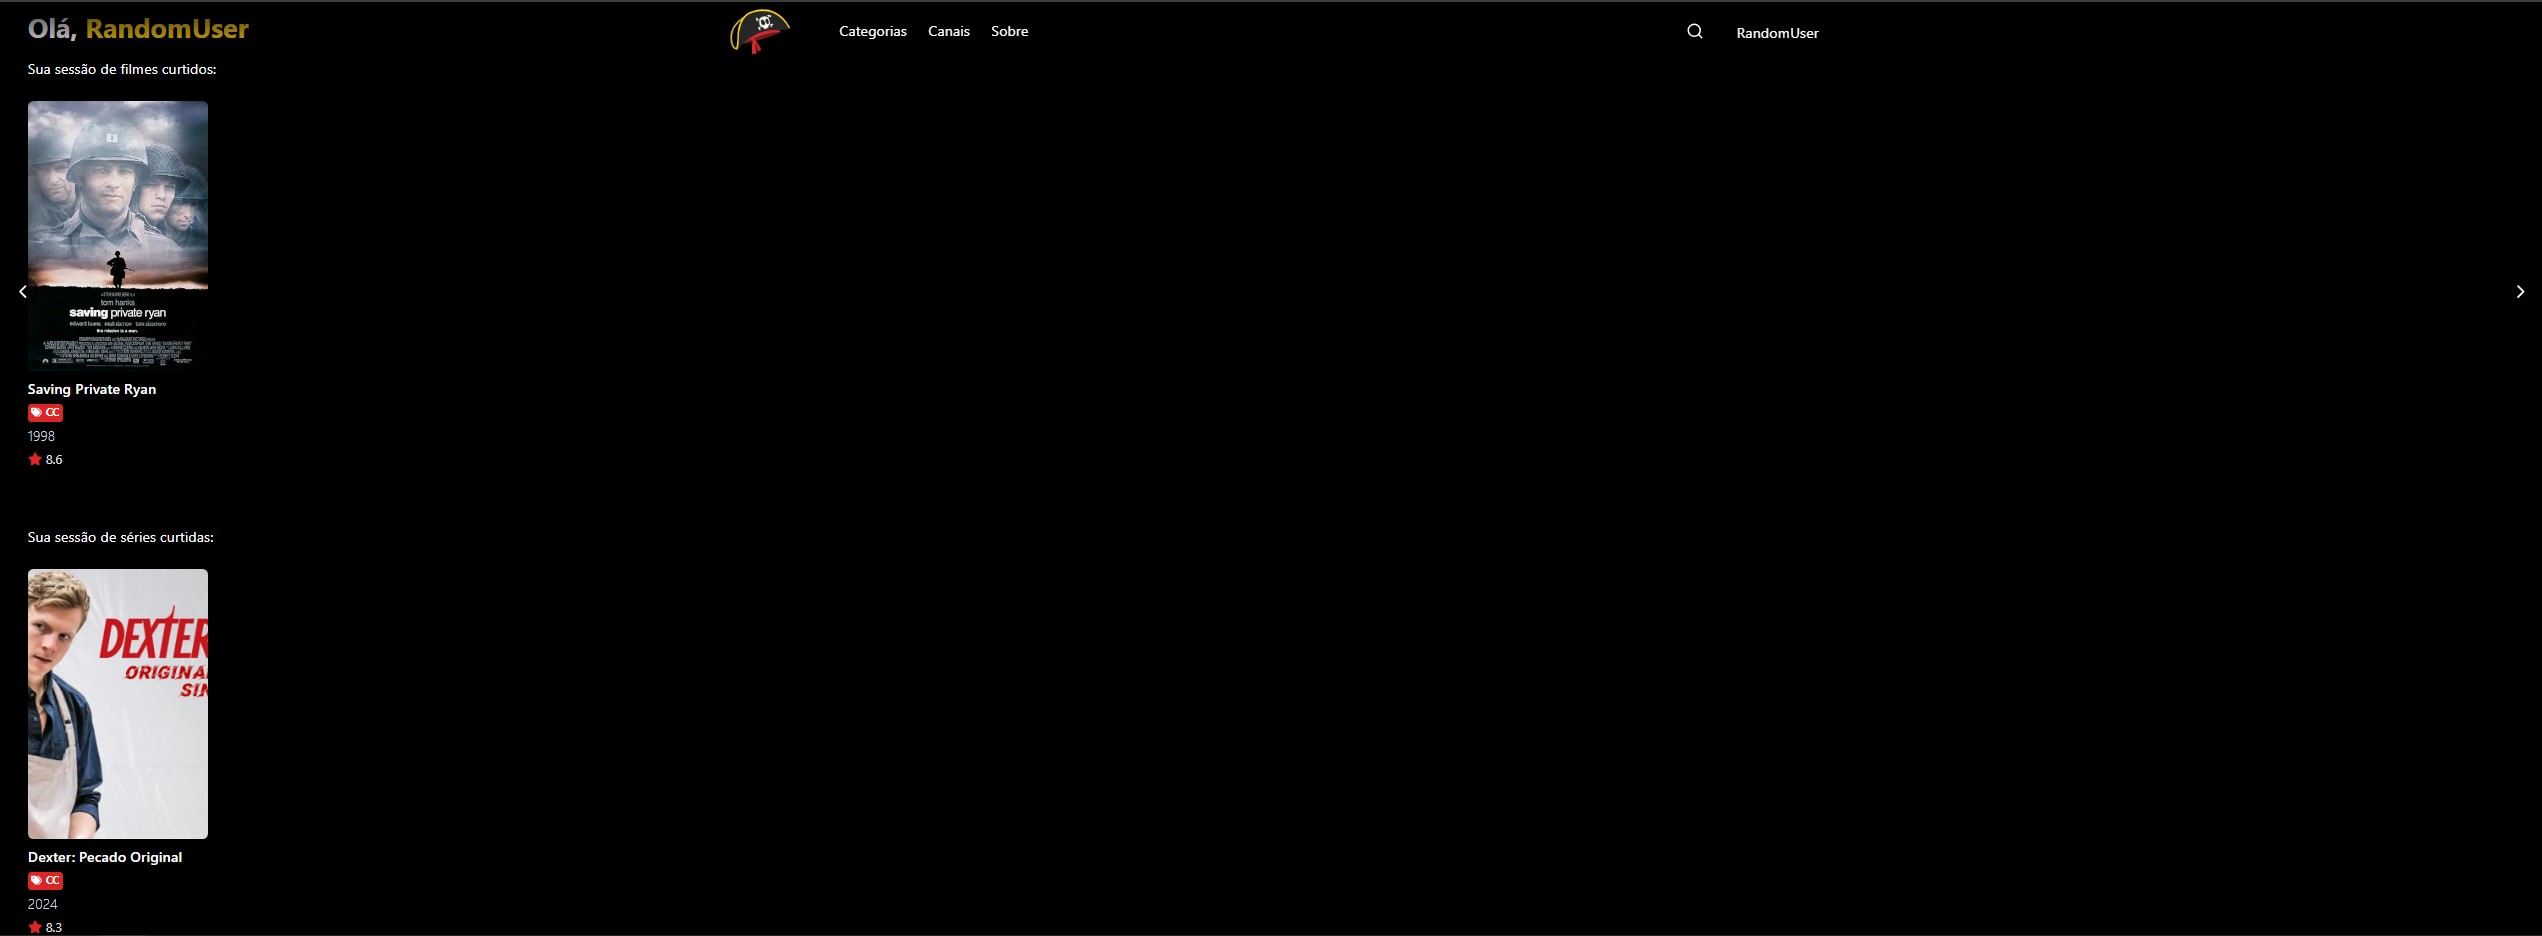 Olá, RandomUser
Categorias Canais Sobre
RandomUser
Sua sessão de filmes curtidos:
tom hanks
saving private ryan
edward burns matt damon tom sizemore
the mission is a man.
Saving Private Ryan
CC
1998
8.6
Sua sessão de séries curtidas:
DEXTER
ORIGINA
SIN
Dexter: Pecado Original
CC
2024
8.3